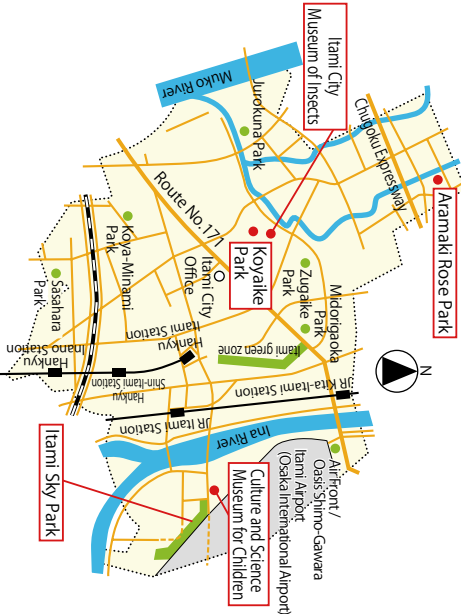 Itami City
Museum of Insects
Muko River
Jurokuna Park
Chugoku Expressway
Aramaki Rose Park
Route No.171
Koyaike
Park
Koya-Minami
Park
Itami City
Office
Zugaike
Park
Midorigaoka
Park
N
Sasahara
Park
Hankyu
Itami Station
Itami green zone
Hankyu
Inano Station
Hankyu
Shin-Itami Station
JR Kita-Itami Station
JR Itami Station
Ina River
Air Front/
Oasis Shimo-Gawara
Itami Airport
(Osaka International Airport)
Itami Sky Park
Culture and Science
Museum for Children